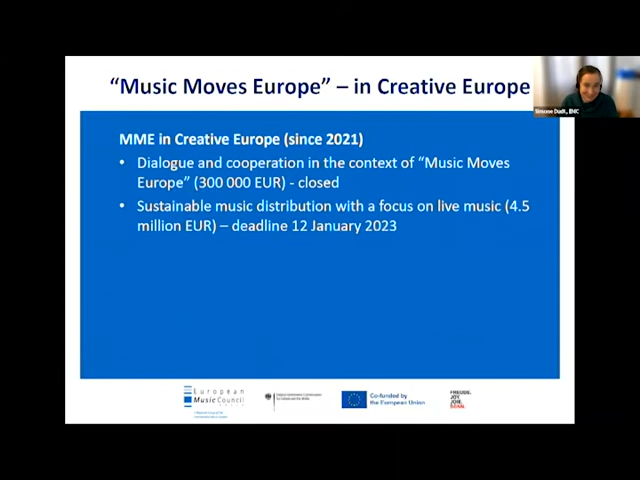 “Music Moves Europe” – in Creative Europe
Simone Dudt, EMC
MME in Creative Europe (since 2021)
• Dialogue and cooperation in the context of “Music Moves
Europe” (300 000 EUR) - closed
• Sustainable music distribution with a focus on live music (4.5
million EUR) – deadline 12 January 2023
European
Music Council
Co-funded by
the European Union
FREUDE.
JOY.
JOIE.
BONN.